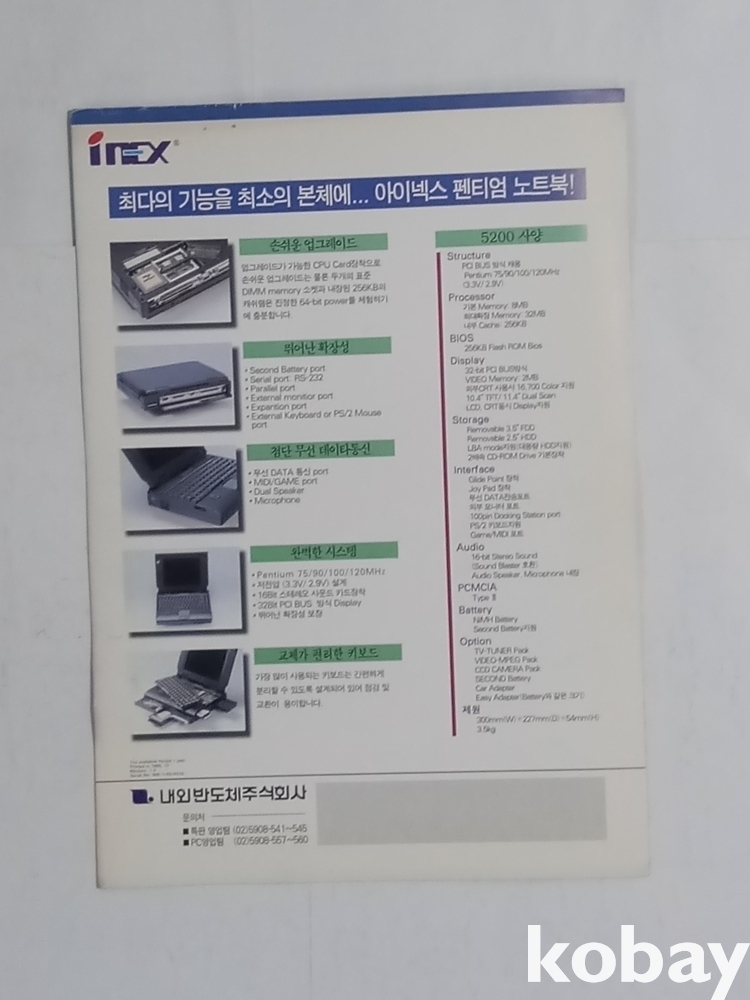 inex
최다의 기능을 최소의 본체에... 아이넥스 펜티엄 노트북!
손쉬운 업그레이드
업그레이드가 가능한 CPU Card장착으로
손쉬운 업그레이드는 물론 두개의 표준
DIMM memory 소켓과 내장된 256KB의
캐쉬램은 진정한 64-bit power를 체험하기
에 충분합니다.
뛰어난 확장성
• Second Battery port
• Serial port: RS-232
• Parallel port
• External monitior port
• Expantion port
• External Keyboard or PS/2 Mouse
port
첨단 무선 데이타통신
• 무선 DATA 통신 port
• MIDI/GAME port
• Dual Speaker
• Microphone
완벽한 시스템
• Pentium 75/90/100/120MHz
• 저전압 (3.3V/ 2.9V) 설계
• 16Bit 스테레오 사운드 카드장착
• 32Bit PCI BUS 방식 Display
• 뛰어난 확장성 보장
교체가 편리한 키보드
가장 많이 사용되는 키보드는 간편하게
분리할 수 있도록 설계되어 있어 점검 및
교환이 용이합니다.
5200 사양
Structure
PCI BUS 방식 채용
Pentium 75/90/100/120MHz
(3.3V/ 2.9V)
Processor
기본 Memory: 8MB
최대확장 Memory: 32MB
내부 Cache: 256KB
BIOS
256KB Flash ROM Bios
Display
32-bit PCI BUS방식
VIDEO Memory: 2MB
외부CRT 사용시 16,700 Color 지원
10.4" TFT/ 11.4" Dual Scan
LCD, CRT동시 Display지원
Storage
Removable 3.5" FDD
Removable 2.5" HDD
LBA mode지원(대용량 HDD지원)
2배속 CD-ROM Drive 기본장착
Interface
Glide Point 장착
Joy Pad 장착
무선 DATA전송포트
외부 모니터 포트
100pin Docking Station port
PS/2 키보드지원
Game/MIDI 포트
Audio
16-bit Stereo Sound
(Sound Blaster 호환)
Audio Speaker, Microphone 내장
PCMCIA
Type II
Battery
NiMH Battery
Second Battery지원
Option
TV-TUNER Pack
VIDEO-MPEG Pack
CCD CAMERA Pack
SECOND Battery
Car Adapter
Easy Adapter(Battery와 같은 크기)
제원
300mm(W)×227mm(D)×54mm(H)
3.5kg
내외반도체주식회사
문의처
■ 특판 영업팀 (02)5908-541~545
■ PC영업팀 (02)5908-557~560
kobay